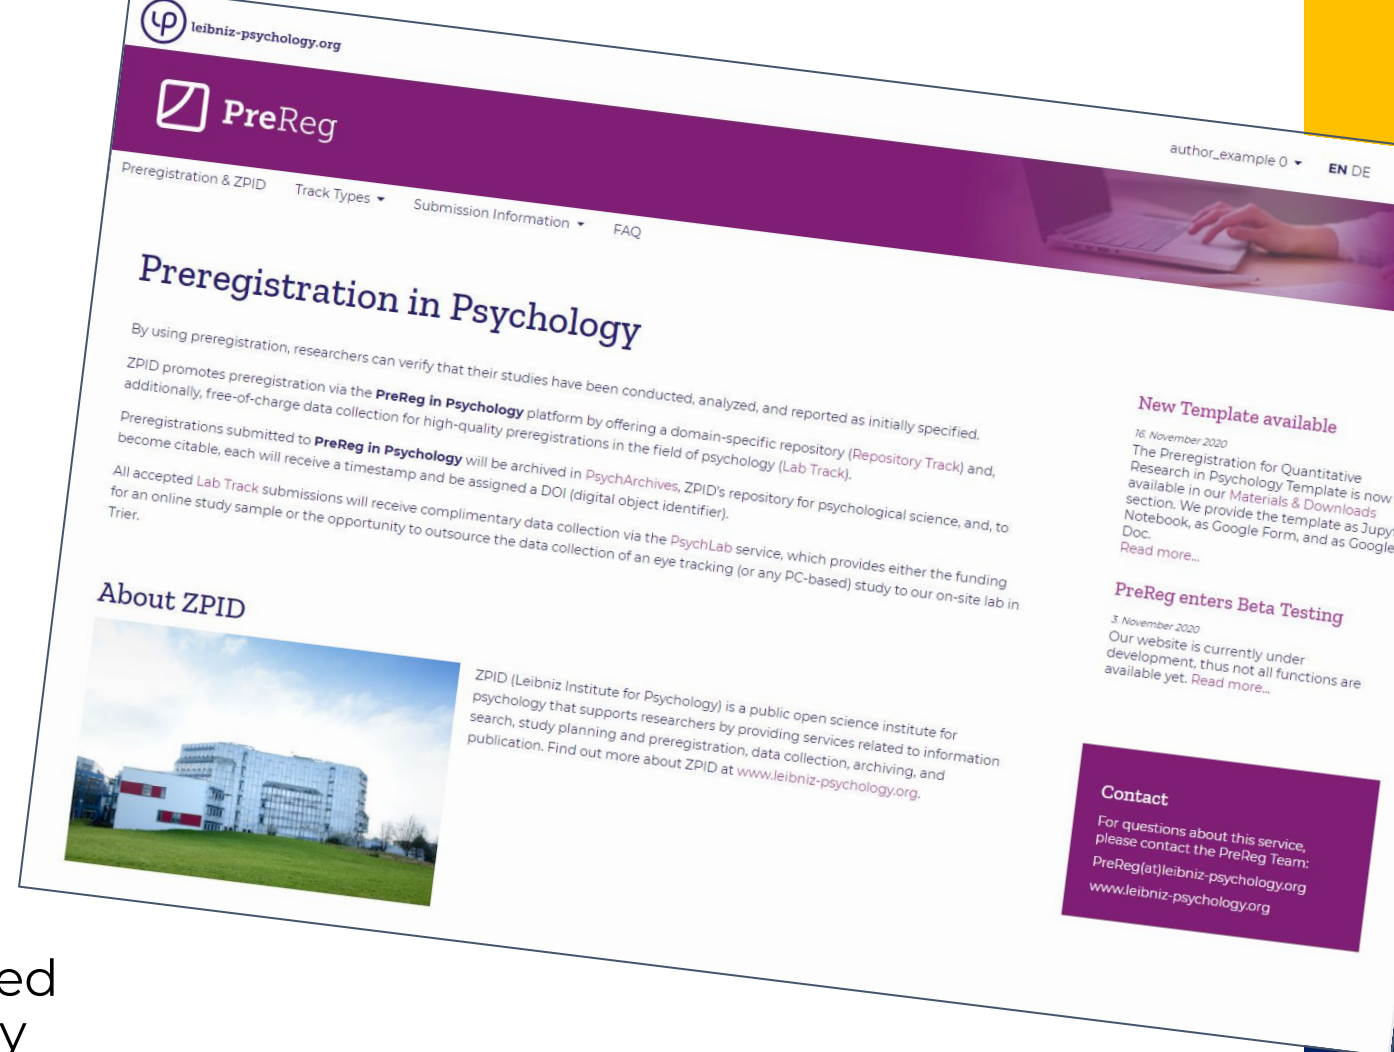 leibniz-psychology.org
PreReg
author_example 0
EN DE
Preregistration & ZPID
Track Types
Submission Information
FAQ
Preregistration in Psychology
By using preregistration, researchers can verify that their studies have been conducted, analyzed, and reported as initially specified.
ZPID promotes preregistration via the PreReg in Psychology platform by offering a domain-specific repository (Repository Track) and,
additionally, free-of-charge data collection for high-quality preregistrations in the field of psychology (Lab Track).
Preregistrations submitted to PreReg in Psychology will be archived in PsychArchives, ZPID's repository for psychological science, and, to
become citable, each will receive a timestamp and be assigned a DOI (digital object identifier).
All accepted Lab Track submissions will receive complimentary data collection via the PsychLab service, which provides either the funding
for an online study sample or the opportunity to outsource the data collection of an eye tracking (or any PC-based) study to our on-site lab in
Trier.
About ZPID
ZPID (Leibniz Institute for Psychology) is a public open science institute for
psychology that supports researchers by providing services related to information
search, study planning and preregistration, data collection, archiving, and
publication. Find out more about ZPID at www.leibniz-psychology.org.
New Template available
16. November 2020
The Preregistration for Quantitative
Research in Psychology Template is now
available in our Materials & Downloads
section. We provide the template as
Notebook, as Google Form, and as Google
Doc.
Read more...
PreReg enters Beta Testing
3. November 2020
Our website is currently under
development, thus not all functions are
available yet. Read more...
Contact
For questions about this service,
please contact the PreReg Team:
PreReg(at)leibniz-psychology.org
www.leibniz-psychology.org
ed
y